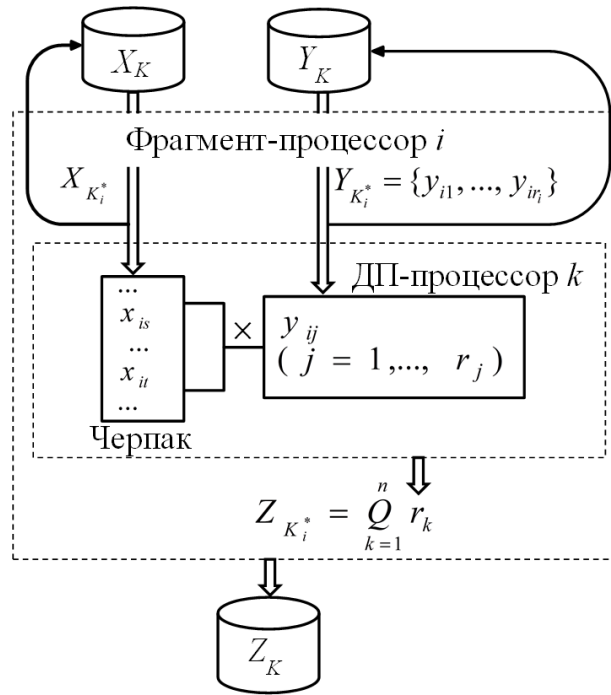 X_K
Y_K
Фрагмент-процессор i
X_{K_i^*}
Y_{K_i^*} = {y_{i1}, ..., y_{ir_i}}
ДП-процессор k
...
x_{is}
...
x_{it}
...
×
y_{ij}
( j = 1,..., r_j )
Черпак
Z_{K_i^*} = Q_{k=1}^{n} r_k
Z_K